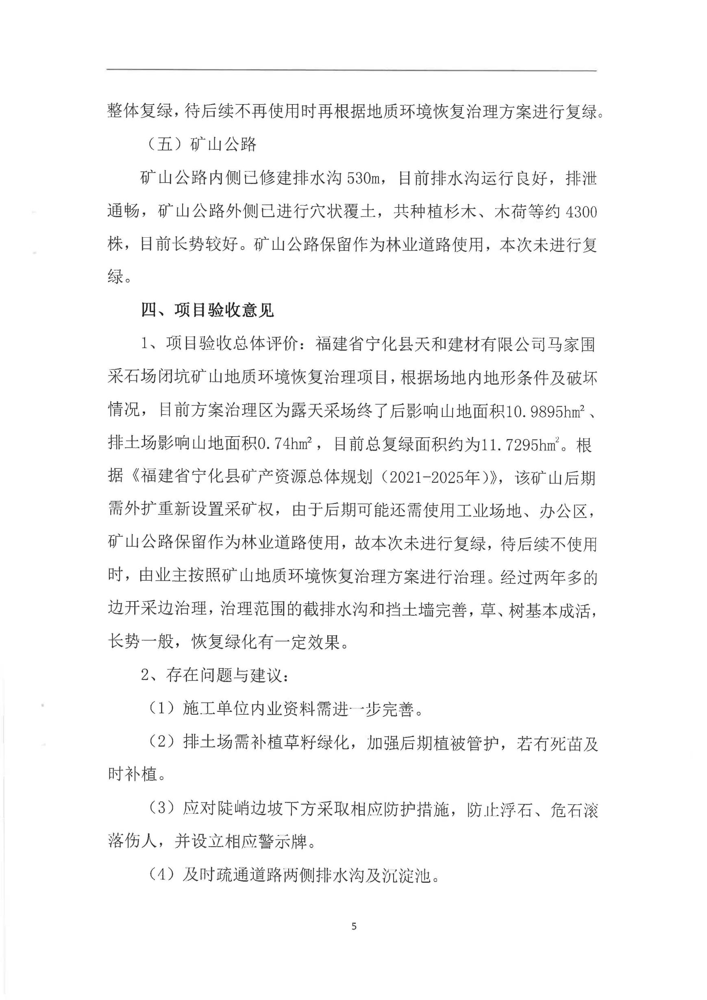 整体复绿，待后续不再使用时再根据地质环境恢复治理方案进行复绿。
（五）矿山公路
矿山公路内侧已修建排水沟 530m，目前排水沟运行良好，排泄
通畅，矿山公路外侧已进行穴状覆土，共种植杉木、木荷等约 4300
株，目前长势较好。矿山公路保留作为林业道路使用，本次未进行复
绿。
四、项目验收意见
1、项目验收总体评价：福建省宁化县天和建材有限公司马家围
采石场闭坑矿山地质环境恢复治理项目，根据场地内地形条件及破坏
情况，目前方案治理区为露天采场终了后影响山地面积10.9895hm²、
排土场影响山地面积0.74hm²，目前总复绿面积约为11.7295hm²。根
据《福建省宁化县矿产资源总体规划（2021-2025年）》，该矿山后期
需外扩重新设置采矿权，由于后期可能还需使用工业场地、办公区，
矿山公路保留作为林业道路使用，故本次未进行复绿，待后续不使用
时，由业主按照矿山地质环境恢复治理方案进行治理。经过两年多的
边开采边治理，治理范围的截排水沟和挡土墙完善，草、树基本成活，
长势一般，恢复绿化有一定效果。
2、存在问题与建议：
（1）施工单位内业资料需进一步完善。
（2）排土场需补植草籽绿化，加强后期植被管护，若有死苗及
时补植。
（3）应对陡峭边坡下方采取相应防护措施，防止浮石、危石滚
落伤人，并设立相应警示牌。
（4）及时疏通道路两侧排水沟及沉淀池。
5